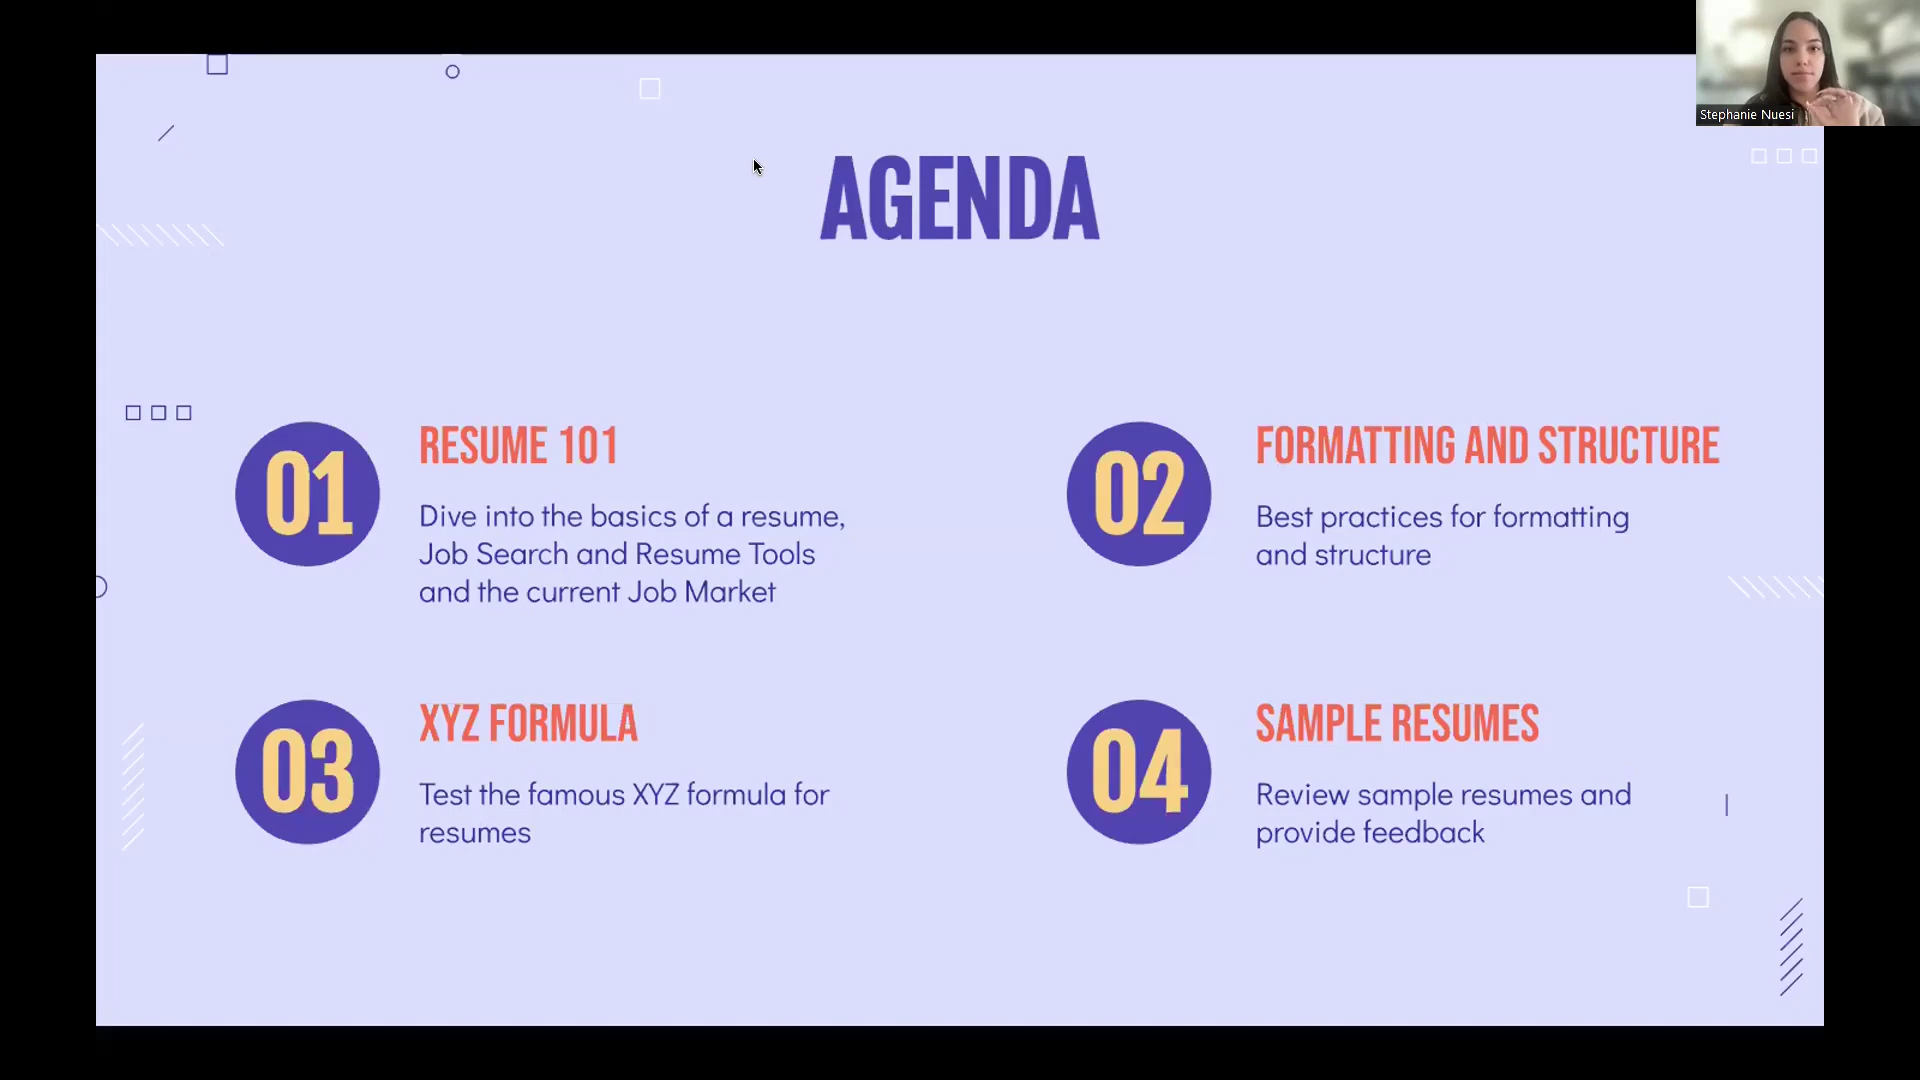 Stephanie Nuesi
AGENDA
01
RESUME 101
Dive into the basics of a resume,
Job Search and Resume Tools
and the current Job Market
02
FORMATTING AND STRUCTURE
Best practices for formatting
and structure
03
XYZ FORMULA
Test the famous XYZ formula for
resumes
04
SAMPLE RESUMES
Review sample resumes and
provide feedback